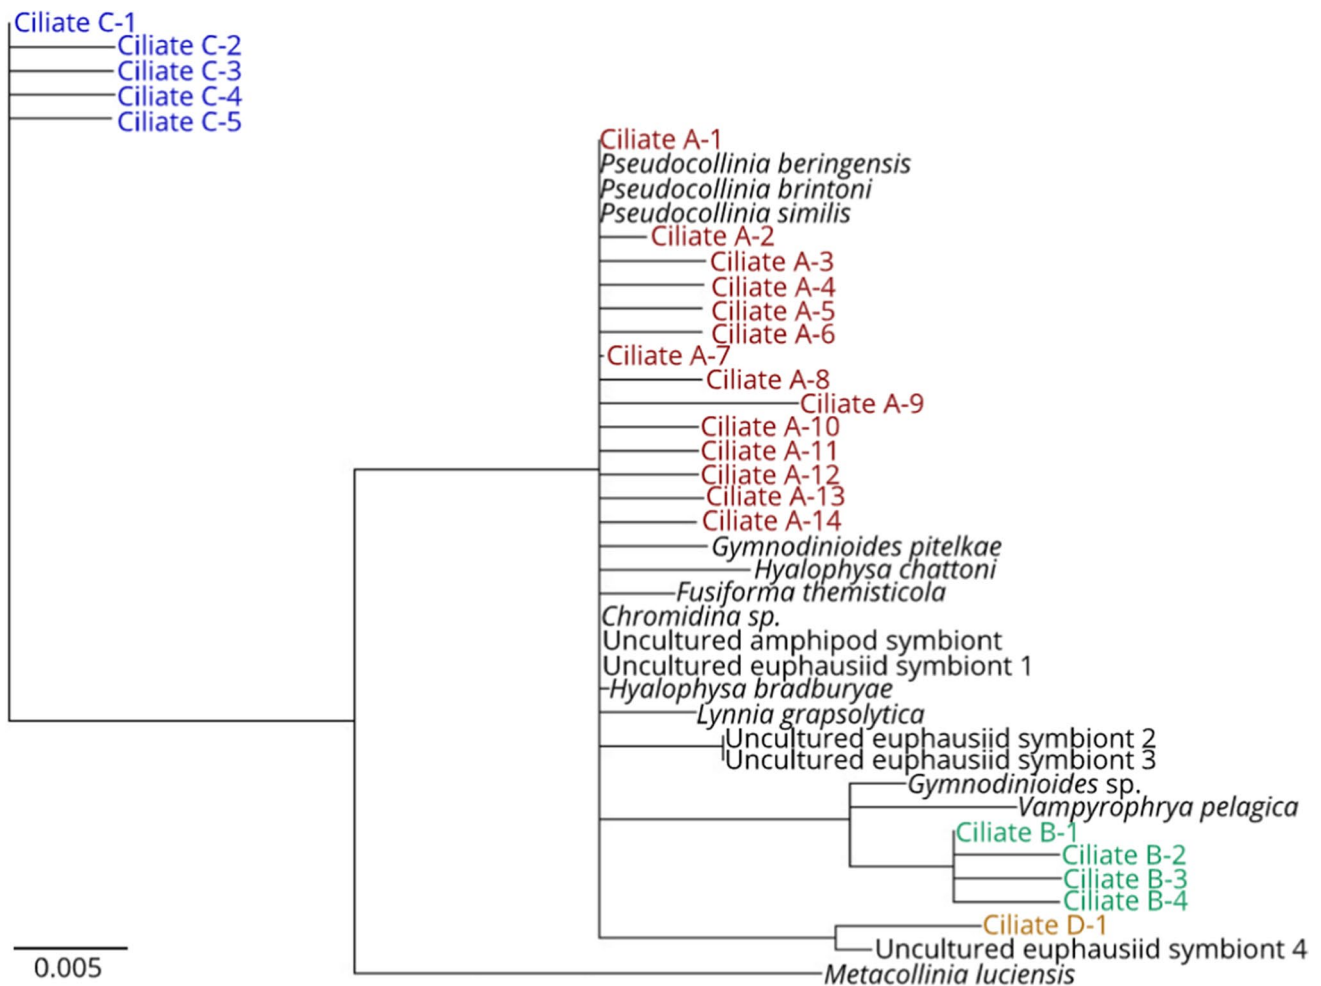 Ciliate C-1
Ciliate C-2
Ciliate C-3
Ciliate C-4
Ciliate C-5
Ciliate A-1
Pseudocollinia beringensis
Pseudocollinia brintoni
Pseudocollinia similis
Ciliate A-2
Ciliate A-3
Ciliate A-4
Ciliate A-5
Ciliate A-6
Ciliate A-7
Ciliate A-8
Ciliate A-9
Ciliate A-10
Ciliate A-11
Ciliate A-12
Ciliate A-13
Ciliate A-14
Gymnodinioides pitelkae
Hyalophysa chattoni
Fusiforma themisticola
Chromidina sp.
Uncultured amphipod symbiont
Uncultured euphausiid symbiont 1
Hyalophysa bradburyae
Lynnia grapsolytica
Uncultured euphausiid symbiont 2
Uncultured euphausiid symbiont 3
Gymnodinioides sp.
Vampyrophrya pelagica
Ciliate B-1
Ciliate B-2
Ciliate B-3
Ciliate B-4
Ciliate D-1
Uncultured euphausiid symbiont 4
Metacollinia luciensis
0.005